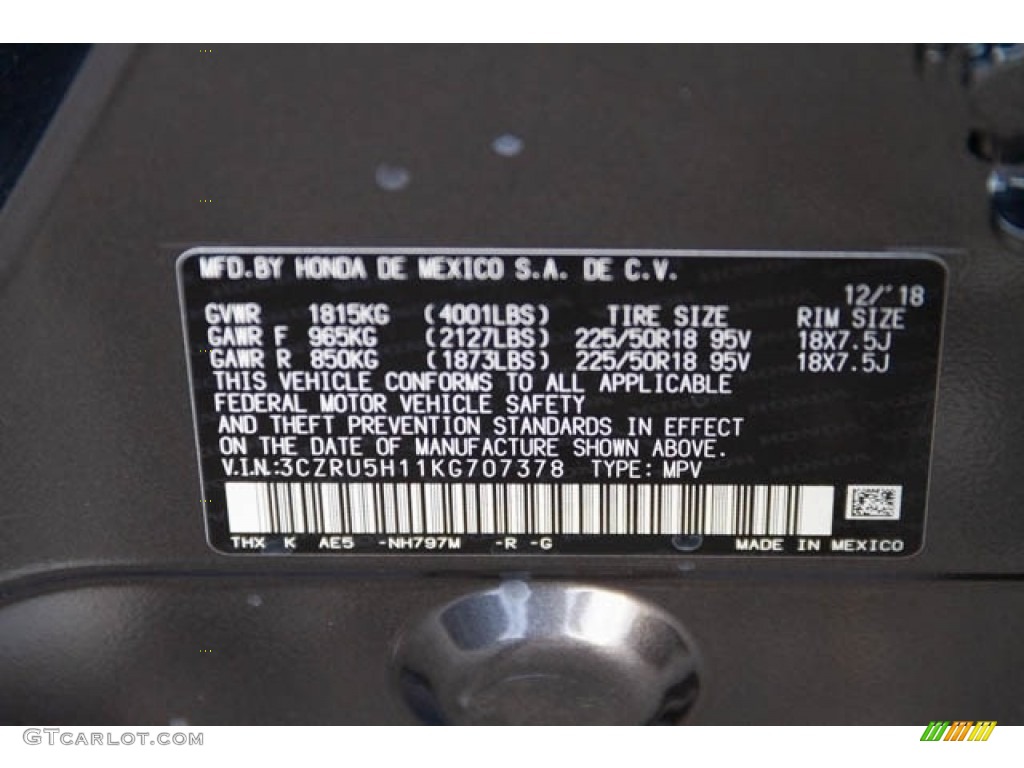 MFD.BY HONDA DE MEXICO S.A. DE C.V.
12/'18
GVWR 1815KG (4001LBS) TIRE SIZE RIM SIZE
GAWR F 965KG (2127LBS) 225/50R18 95V 18X7.5J
GAWR R 850KG (1873LBS) 225/50R18 95V 18X7.5J
THIS VEHICLE CONFORMS TO ALL APPLICABLE
FEDERAL MOTOR VEHICLE SAFETY
AND THEFT PREVENTION STANDARDS IN EFFECT
ON THE DATE OF MANUFACTURE SHOWN ABOVE.
V.I.N.:3CZRU5H11KG707378 TYPE: MPV
THX K AE5 -NH797M -R -G MADE IN MEXICO
GTCARLOT.COM